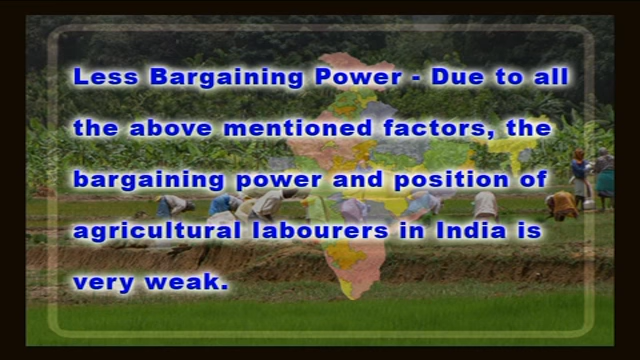 Less Bargaining Power - Due to all
the above mentioned factors, the
bargaining power and position of
agricultural labourers in India is
very weak.